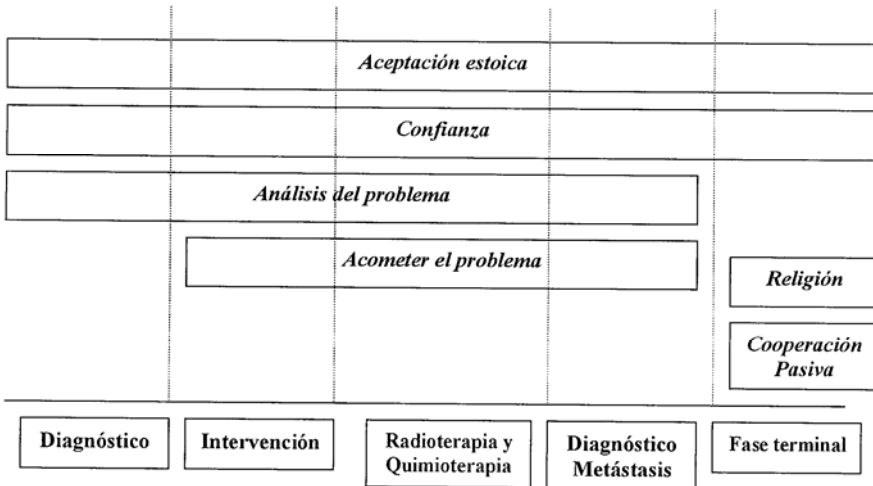 Aceptación estoica
Confianza
Análisis del problema
Acometer el problema
Religión
Cooperación
Pasiva
Diagnóstico
Intervención
Radioterapia y
Quimioterapia
Diagnóstico
Metástasis
Fase terminal